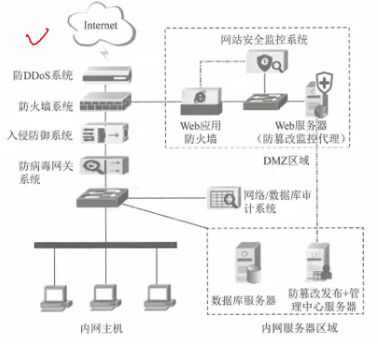 Internet
网站安全监控系统
防DDoS系统
防火墙系统
Web应用
防火墙
Web服务器
（防篡改监控代理）
入侵防御系统
DMZ区域
防病毒网关
系统
网络/数据库审
计系统
数据库服务器
防篡改发布+管
理中心服务器
内网主机
内网服务器区域